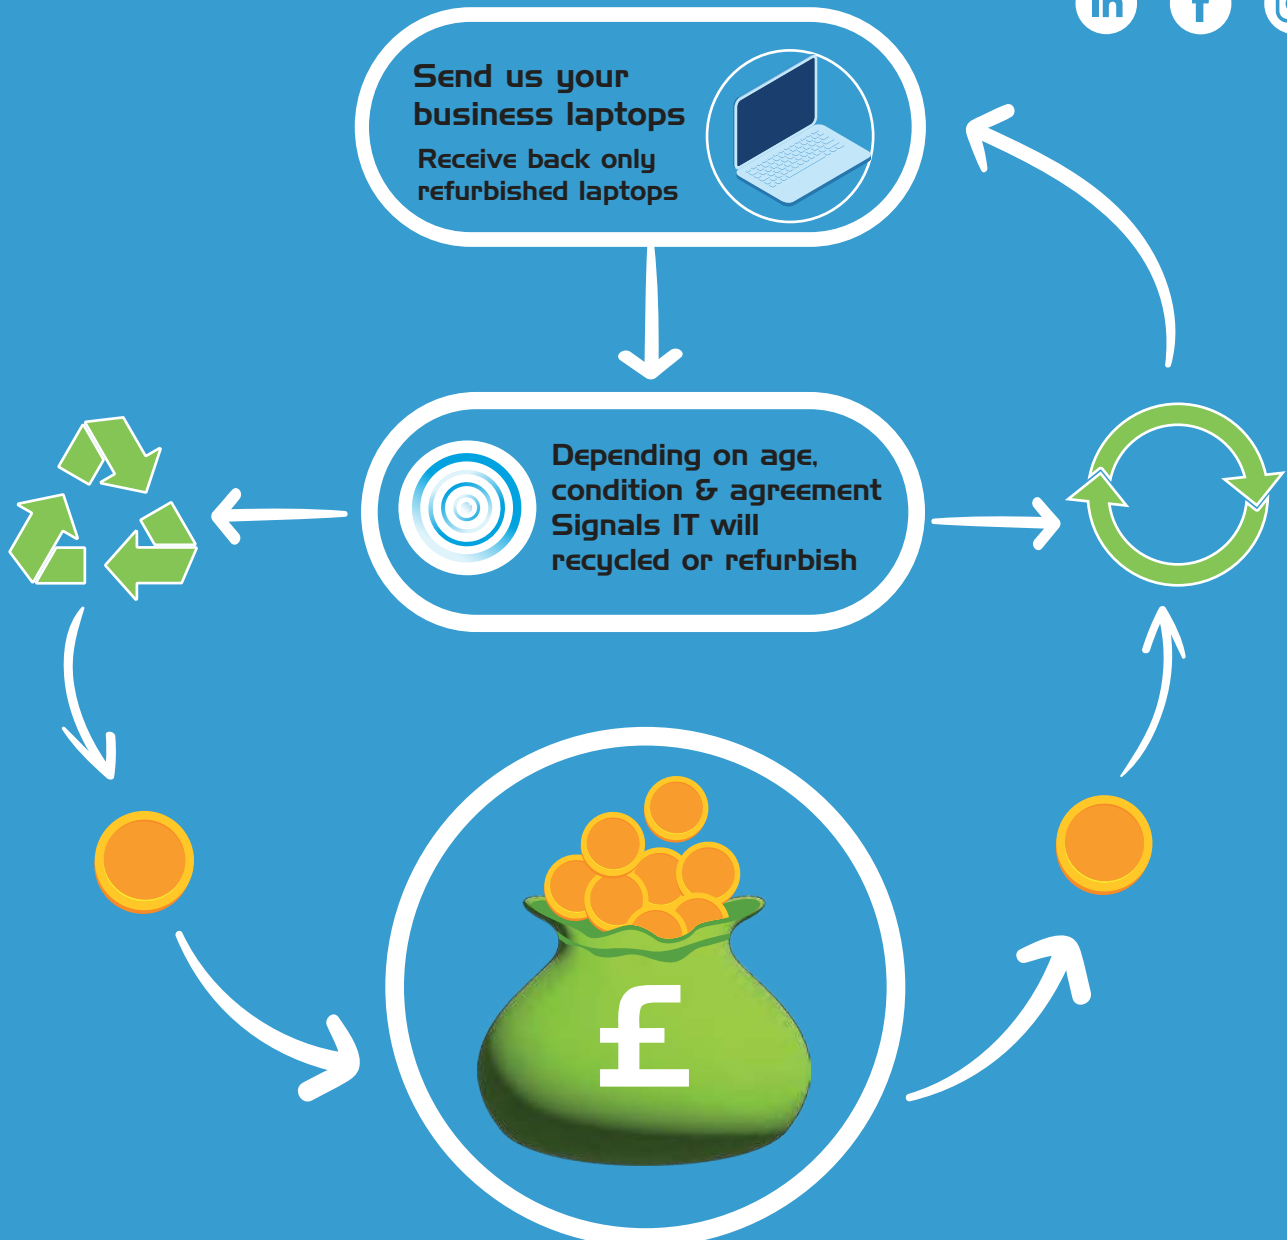 in f
Send us your
business laptops
Receive back only
refurbished laptops
Depending on age,
condition & agreement
Signals IT will
recycled or refurbish
£